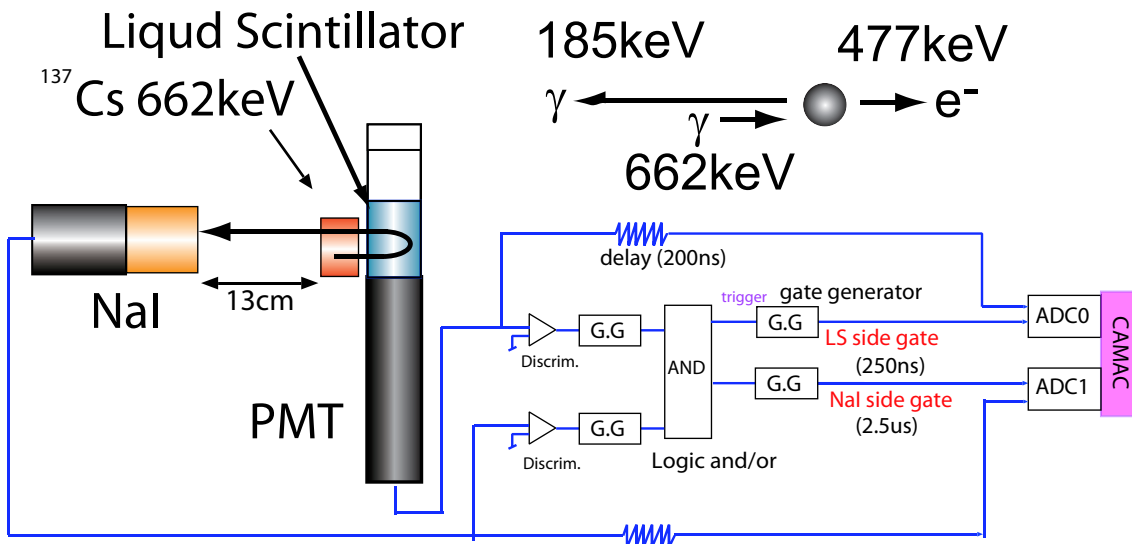 Liqud Scintillator
137Cs 662keV
185keV
477keV
γ
γ
e-
662keV
NaI
13cm
PMT
delay (200ns)
trigger
gate generator
G.G
G.G
AND
LS side gate
(250ns)
Discrim.
G.G
NaI side gate
(2.5us)
G.G
Discrim.
Logic and/or
ADC0
ADC1
CAMAC